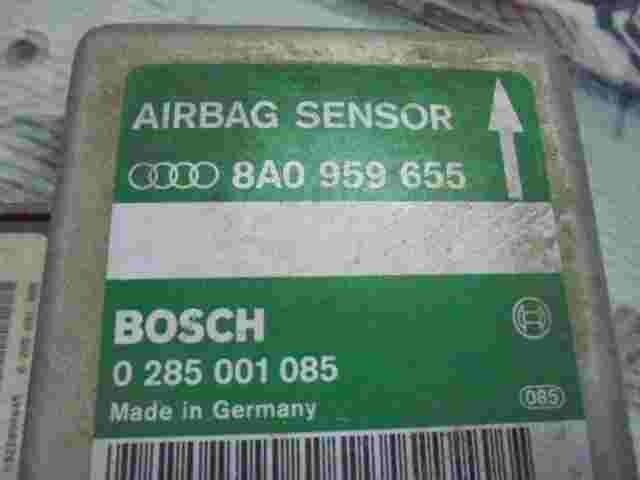 AIRBAG SENSOR
8A0 959 655
BOSCH
0 285 001 085
Made in Germany
085